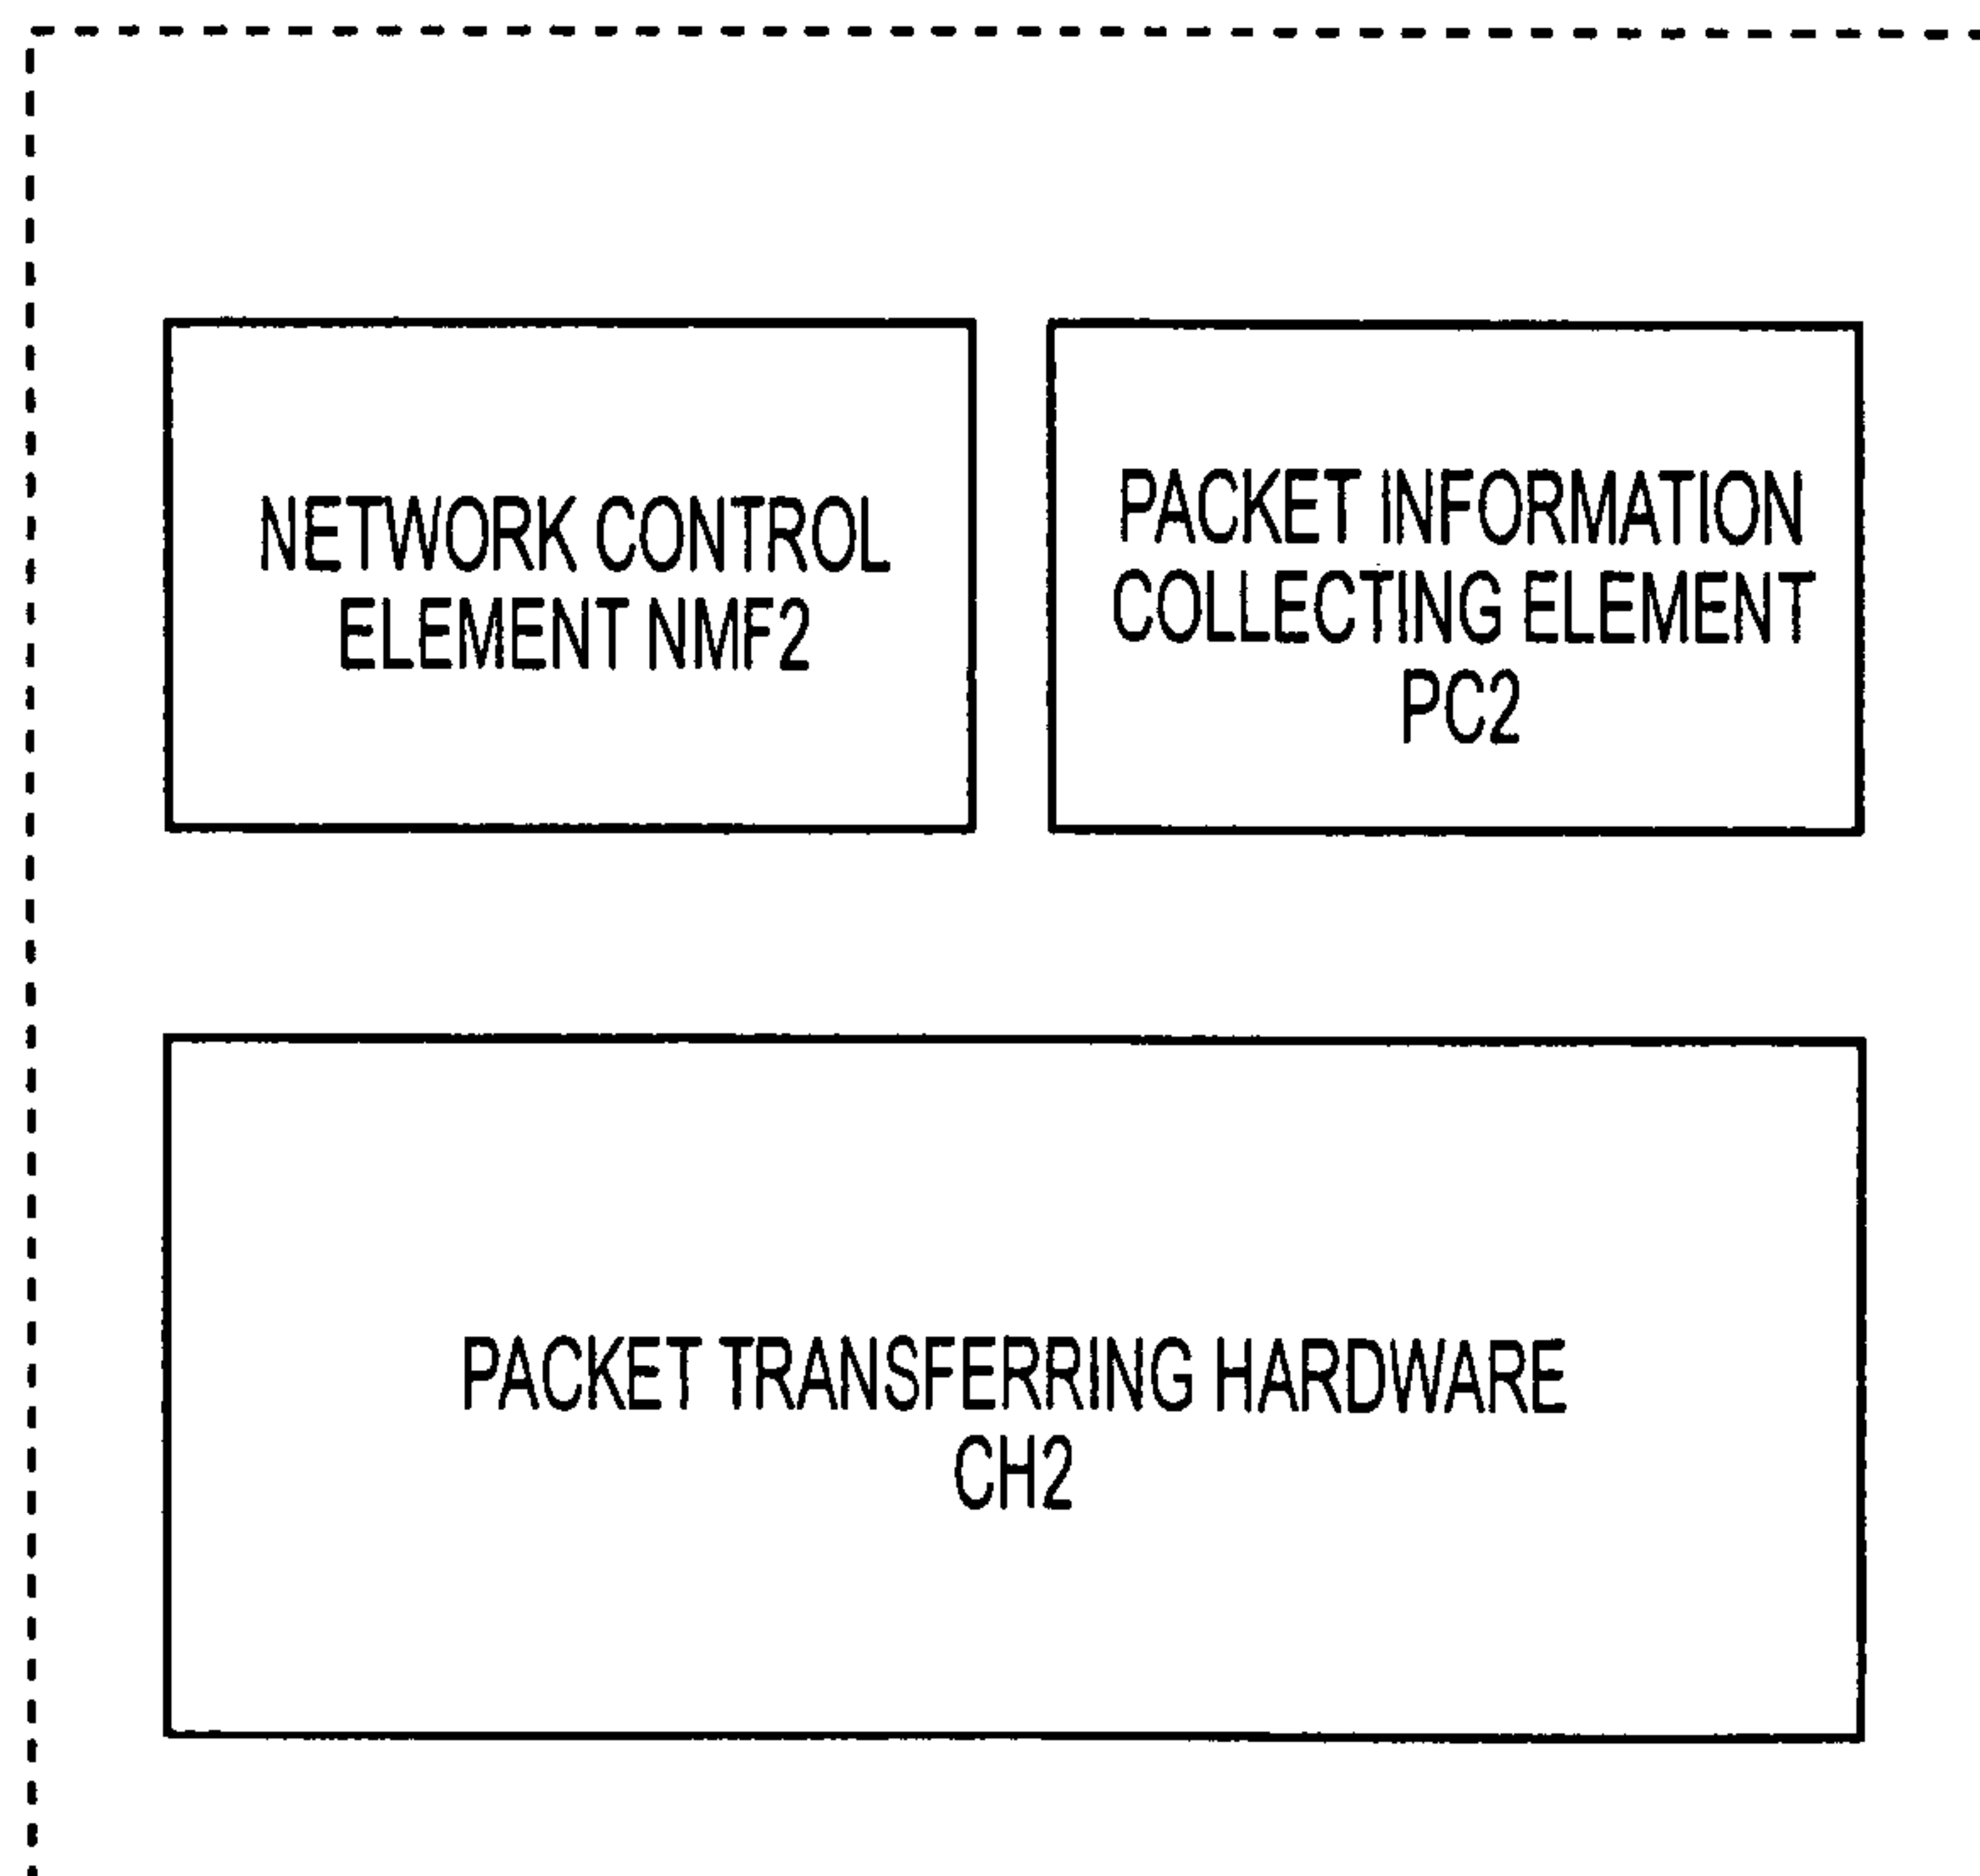 NETWORK CONTROL
ELEMENT NMF2
PACKET INFORMATION
COLLECTING ELEMENT
PC2
PACKET TRANSFERRING HARDWARE
CH2